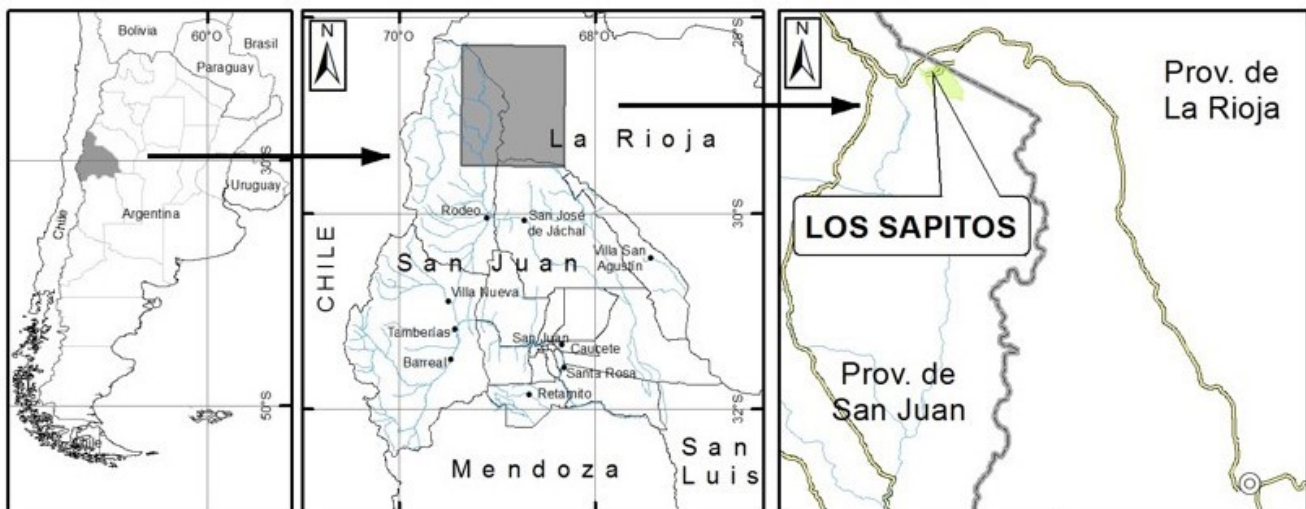 Bolivia
60°O
Brasil
Paraguay
30°S
Uruguay
Chile
Argentina
50°S
Chile
N
70°O
68°O
28°S
La Rioja
Rodeo
San José
de Jáchal
30°S
Villa San
Agustín
CHILE
San Juan
Villa Nueva
Tamberías
San Juan
Caucete
Barreal
Santa Rosa
Retamito
32°S
Mendoza
San
Luis
N
Prov. de
La Rioja
LOS SAPITOS
Prov. de
San Juan